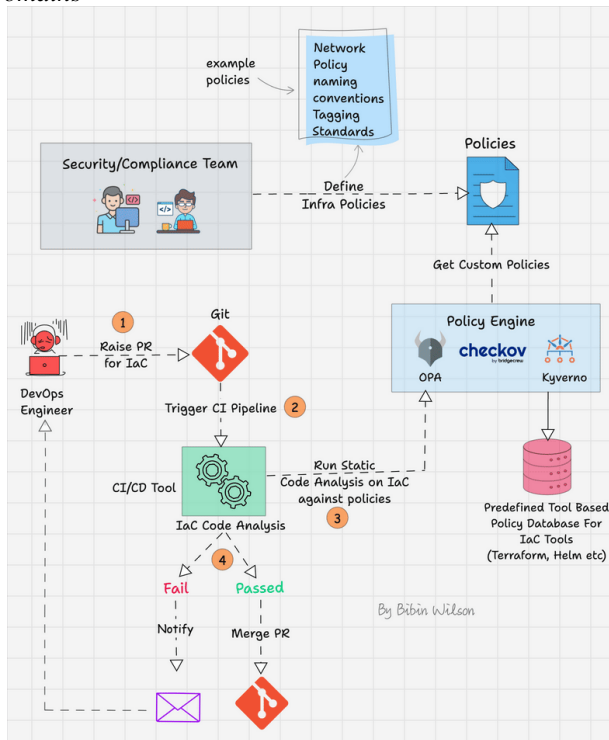 example
policies
Network
Policy
naming
conventions
Tagging
Standards
Security/Compliance Team
Define
Infra Policies
Policies
Get Custom Policies
Policy Engine
OPA
checkov
by bridgecrew
Kyverno
1
Raise PR
for IaC
Git
DevOps
Engineer
Trigger CI Pipeline
2
CI/CD Tool
IaC Code Analysis
Run Static
Code Analysis on IaC
against policies
3
Predefined Tool Based
Policy Database For
IaC Tools
(Terraform, Helm etc)
4
Fail
Passed
Notify
Merge PR
By Bibin Wilson